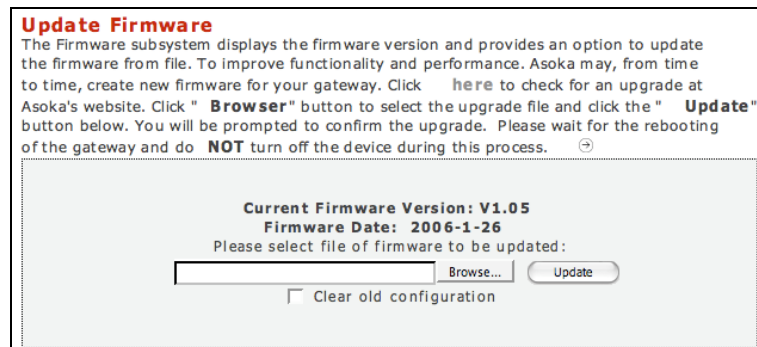 Update Firmware
The Firmware subsystem displays the firmware version and provides an option to update
the firmware from file. To improve functionality and performance. Asoka may, from time
to time, create new firmware for your gateway. Click here to check for an upgrade at
Asoka's website. Click " Browser" button to select the upgrade file and click the " Update"
button below. You will be prompted to confirm the upgrade. Please wait for the rebooting
of the gateway and do NOT turn off the device during this process.
Current Firmware Version: V1.05
Firmware Date: 2006-1-26
Please select file of firmware to be updated:
Browse... Update
Clear old configuration